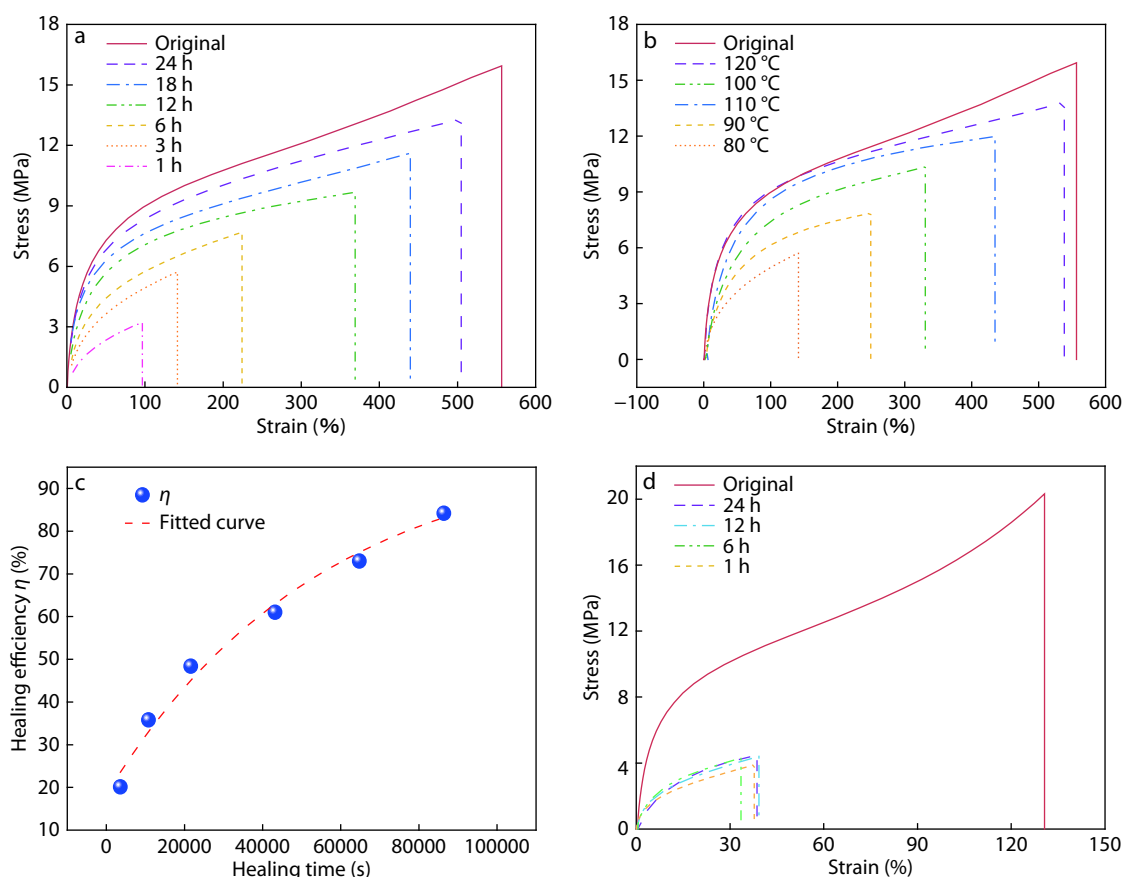 a
Original
24 h
18 h
12 h
6 h
3 h
1 h
18
15
12
9
6
3
0
Stress (MPa)
0
100
200
300
400
500
600
Strain (%)
b
Original
120 °C
100 °C
110 °C
90 °C
80 °C
18
15
12
9
6
3
0
Stress (MPa)
−100
0
100
200
300
400
500
600
Strain (%)
c
η
Fitted curve
90
80
70
60
50
40
30
20
10
Healing efficiency η (%)
0
20000
40000
60000
80000
100000
Healing time (s)
d
Original
24 h
12 h
6 h
1 h
20
16
12
8
4
0
Stress (MPa)
0
30
60
90
120
150
Strain (%)